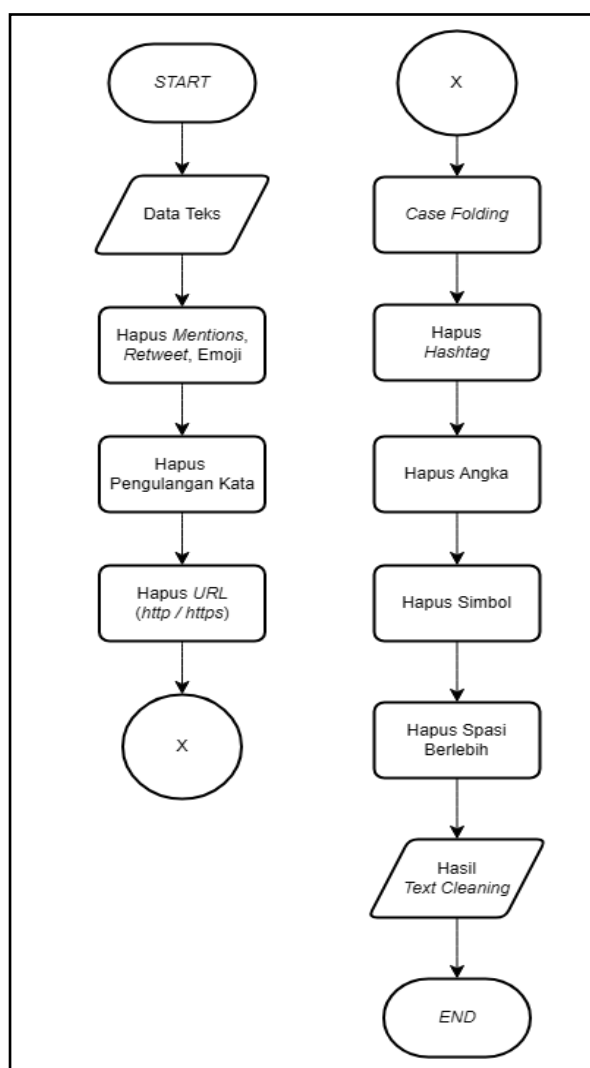 START
Data Teks
Hapus Mentions,
Retweet, Emoji
Hapus
Pengulangan Kata
Hapus URL
(http / https)
X
X
Case Folding
Hapus
Hashtag
Hapus Angka
Hapus Simbol
Hapus Spasi
Berlebih
Hasil
Text Cleaning
END